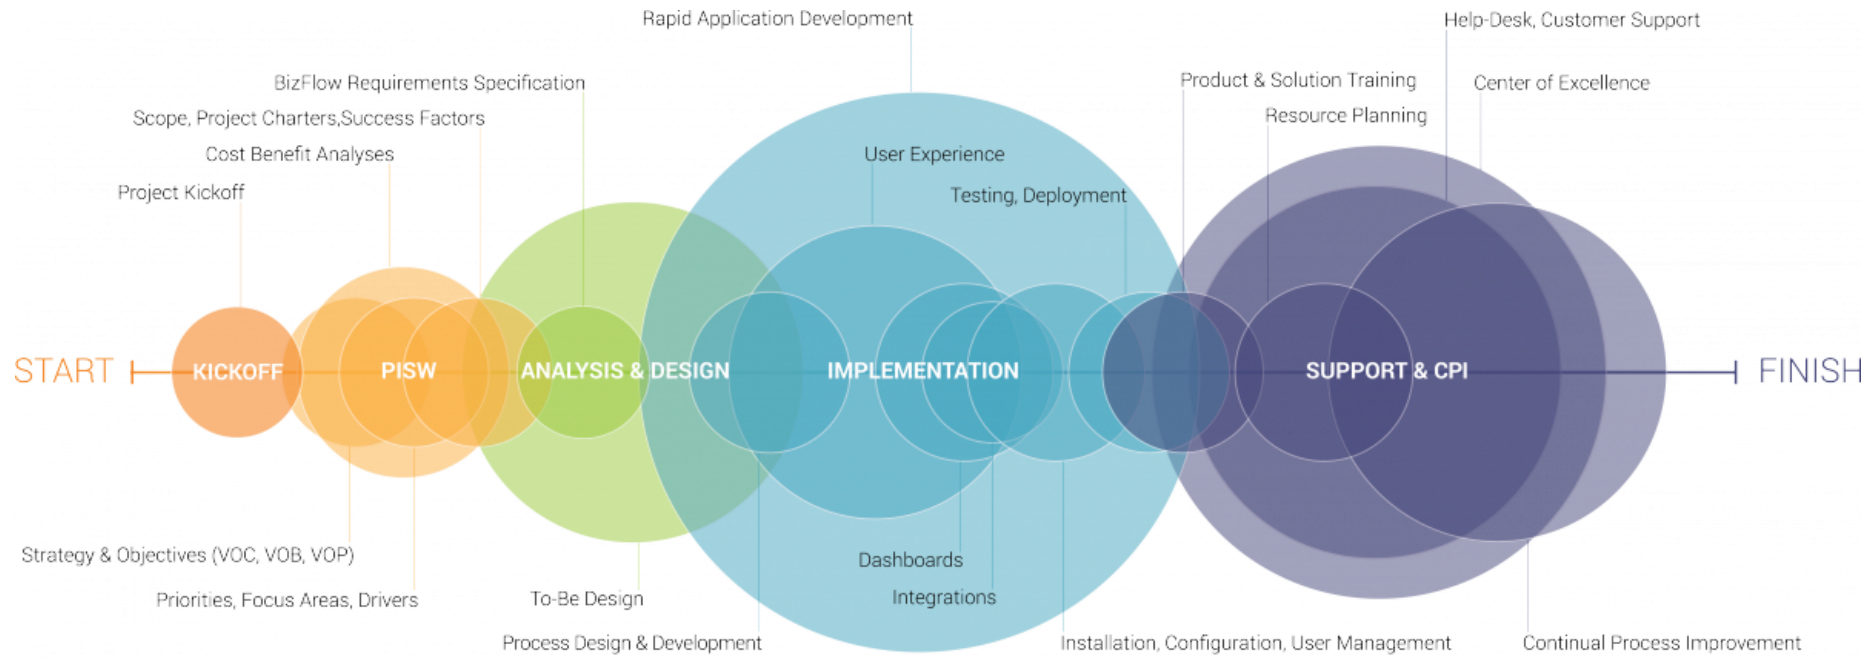 Rapid Application Development
Help-Desk, Customer Support
BizFlow Requirements Specification
Product & Solution Training
Center of Excellence
Scope, Project Charters,Success Factors
Resource Planning
Cost Benefit Analyses
User Experience
Project Kickoff
Testing, Deployment
START
KICKOFF
PISW
ANALYSIS & DESIGN
IMPLEMENTATION
SUPPORT & CPI
FINISH
Strategy & Objectives (VOC, VOB, VOP)
Dashboards
Priorities, Focus Areas, Drivers
To-Be Design
Integrations
Process Design & Development
Installation, Configuration, User Management
Continual Process Improvement